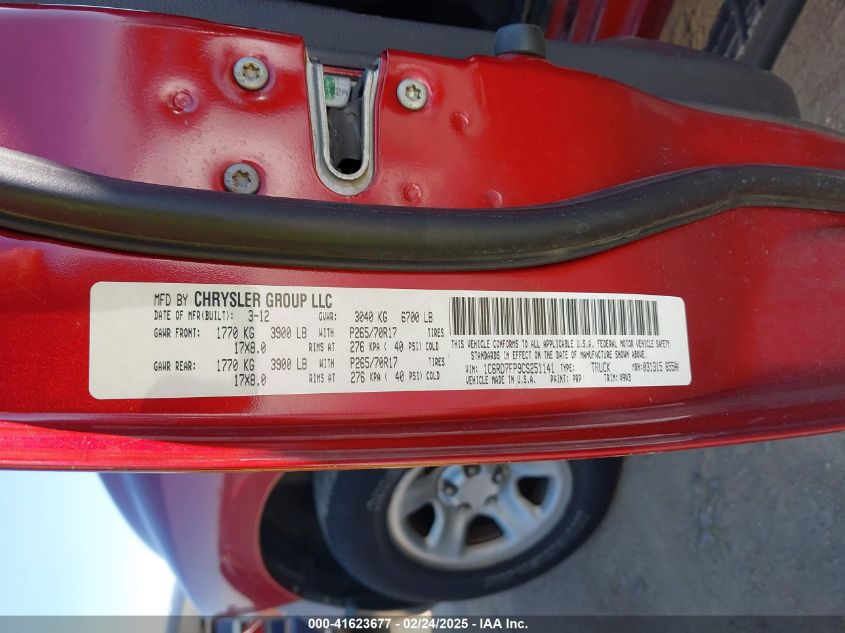 MFD BY CHRYSLER GROUP LLC
DATE OF MFR(BUILT): 3-12 GVWR: 3040 KG 6700 LB
GAWR FRONT: 1770 KG 3900 LB WITH P265/70R17 TIRES
17X8.0 RIMS AT 276 KPA ( 40 PSI) COLD
GAWR REAR: 1770 KG 3900 LB WITH P265/70R17 TIRES
17X8.0 RIMS AT 276 KPA ( 40 PSI) COLD
THIS VEHICLE CONFORMS TO ALL APPLICABLE U.S.A. FEDERAL MOTOR VEHICLE SAFETY
STANDARDS IN EFFECT ON THE DATE OF MANUFACTURE SHOWN ABOVE.
VIN: 1C6RD7FP9CS251141 TYPE: TRUCK MDH: 031315
VEHICLE MADE IN U.S.A. PAINT: PRP TRIM: V9V3
000-41623677 - 02/24/2025 - IAA Inc.